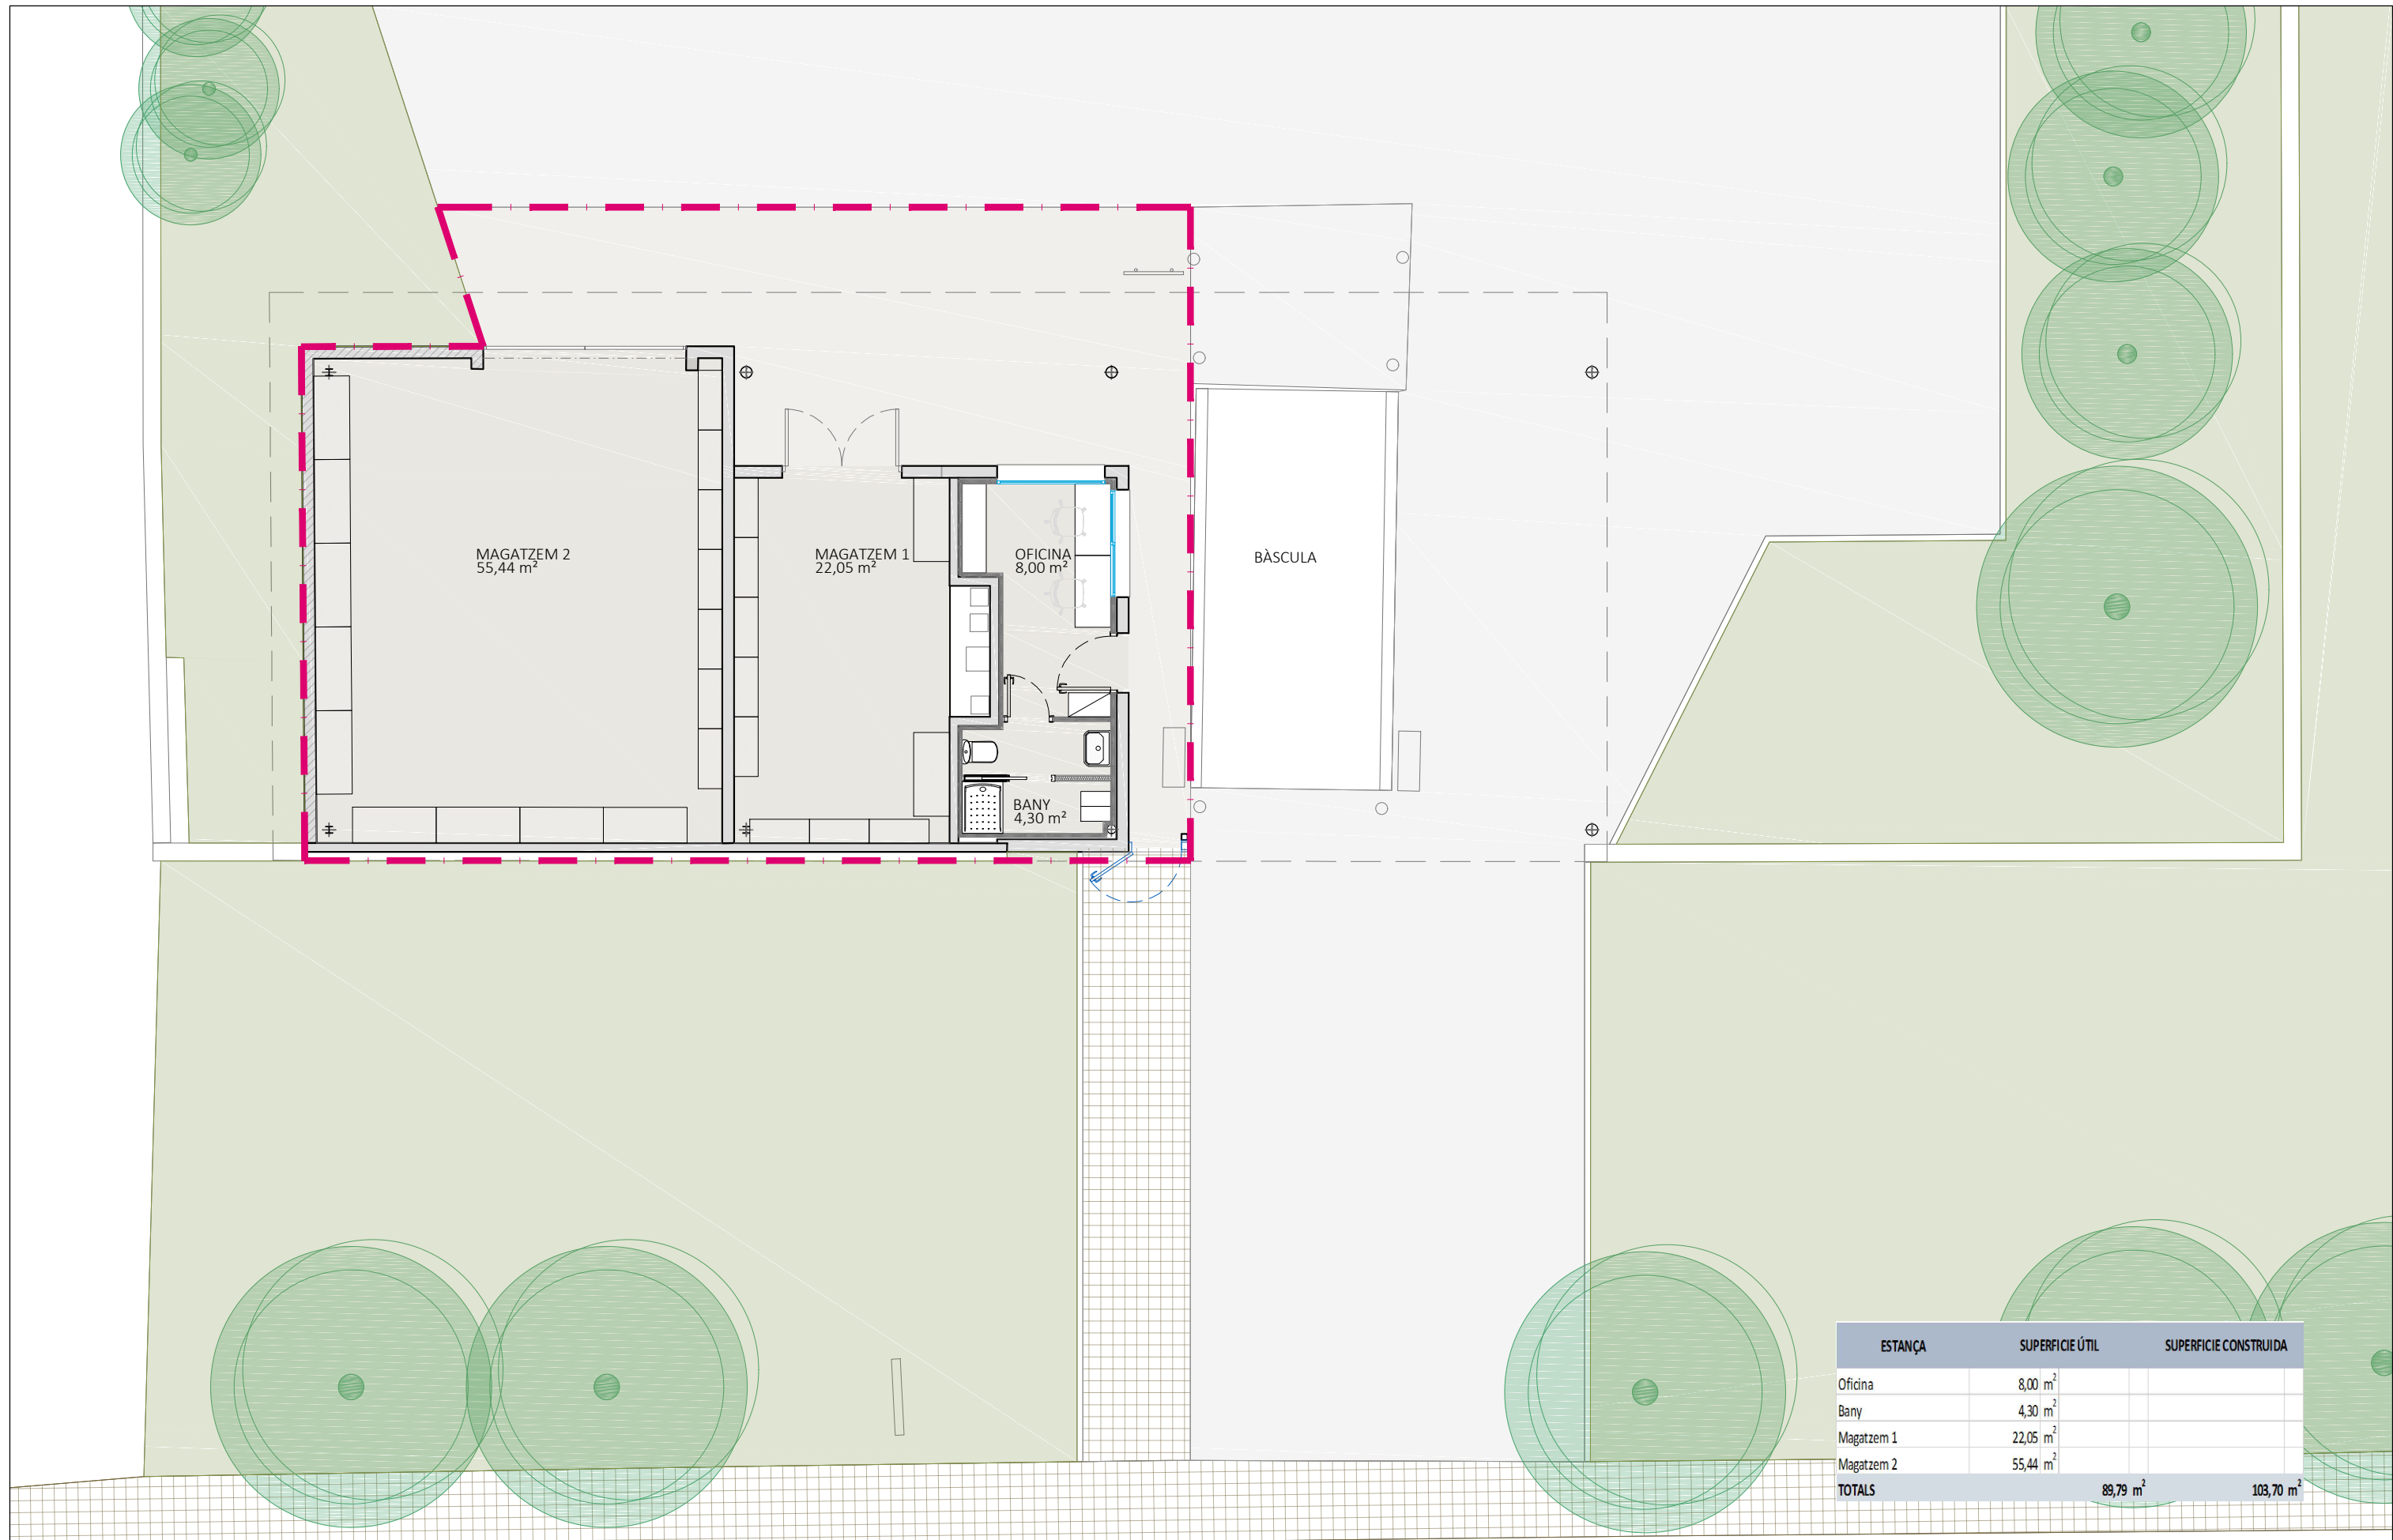 MAGATZEM 2
55,44 m²
MAGATZEM 1
22,05 m²
OFICINA
8,00 m²
BÀSCULA
BANY
4,30 m²
ESTANÇA SUPERFICIE ÚTIL SUPERFICIE CONSTRUIDA
Oficina 8,00 m²
Bany 4,30 m²
Magatzem 1 22,05 m²
Magatzem 2 55,44 m²
TOTALS 89,79 m² 103,70 m²